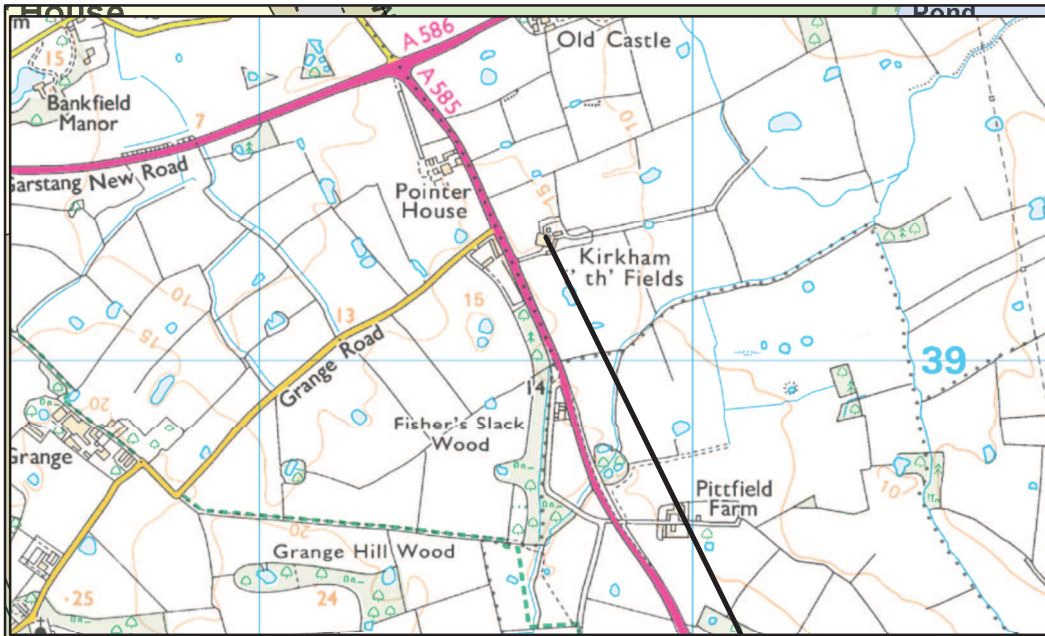 House
Pond
m
15
A 586
Old Castle
Bankfield
Manor
7
A 585
10
Garstang New Road
Pointer
House
15
Kirkham
i' th' Fields
10
16
15
13
Grange Road
39
14
20
Fisher's Slack
Wood
Grange
Pittfield
Farm
10
20
Grange Hill Wood
24
·25